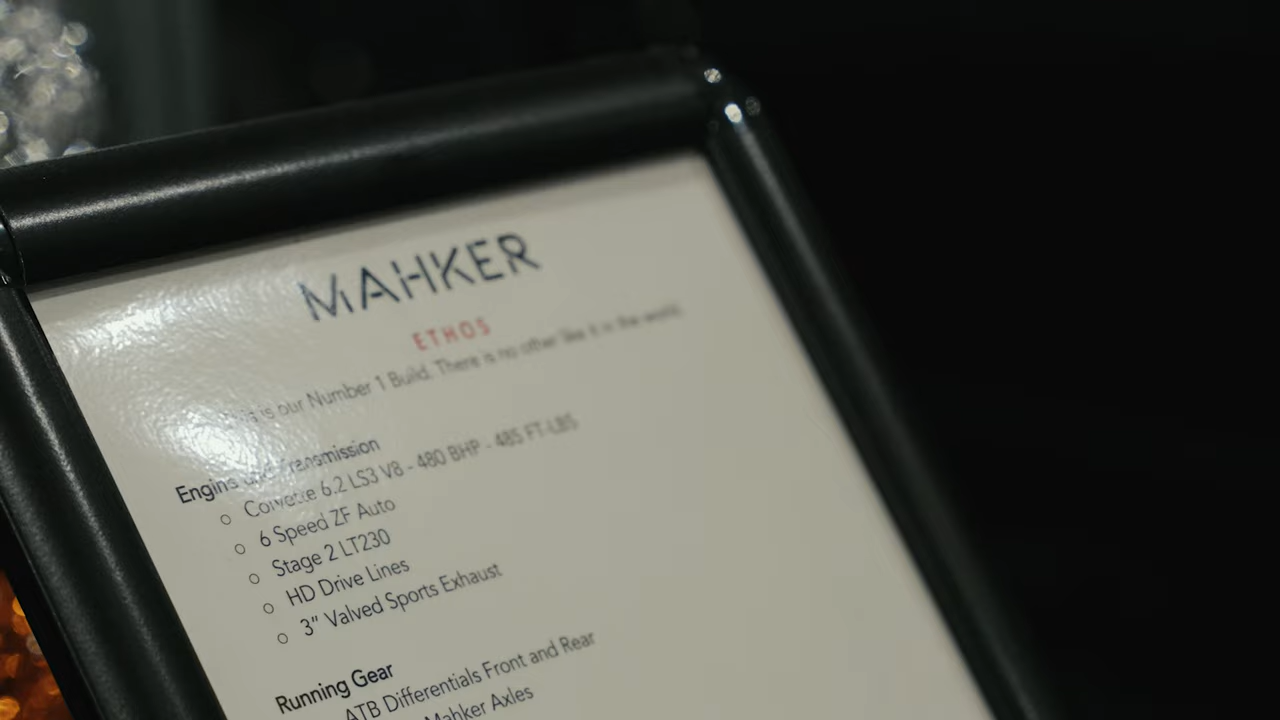 MAHKER
ETHOS
This is our Number 1 Build. There is no other like it in the world.
Engine and Transmission
Corvette 6.2 LS3 V8 - 480 BHP - 485 FT-LBS
6 Speed ZF Auto
Stage 2 LT230
HD Drive Lines
3" Valved Sports Exhaust
Running Gear
ATB Differentials Front and Rear
Mahker Axles